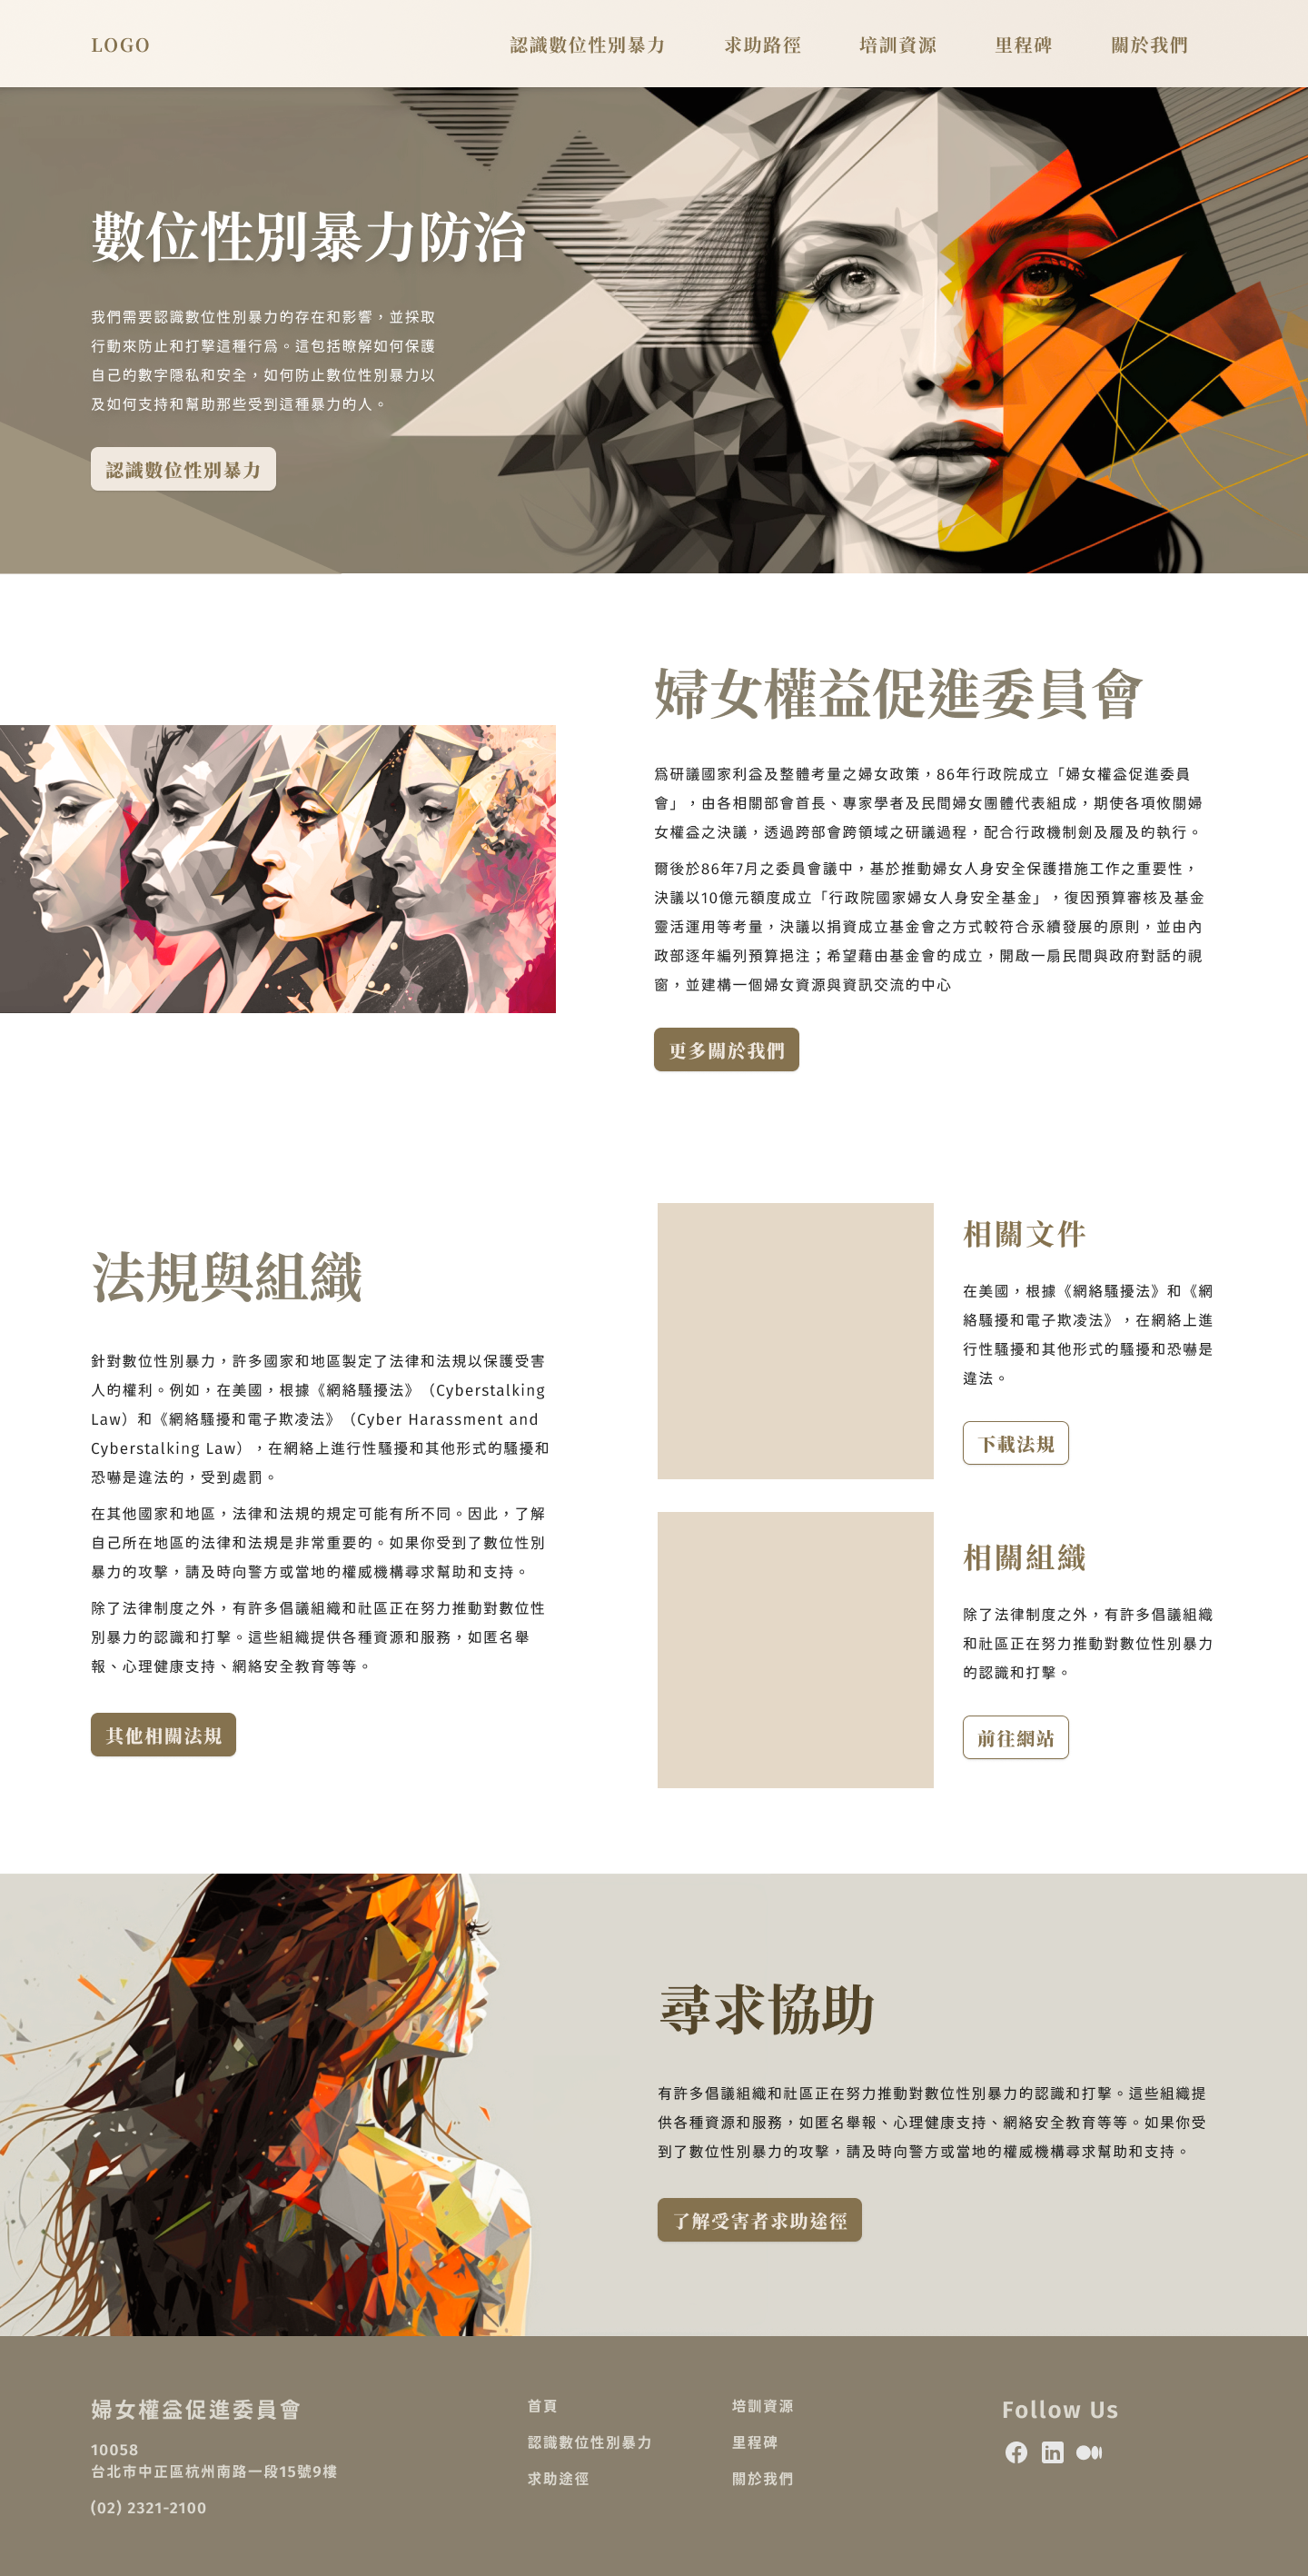 LOGO
認識數位性別暴力
求助路徑
培訓資源
里程碑
關於我們
數位性別暴力防治
我們需要認識數位性別暴力的存在和影響，並採取
行動來防止和打擊這種行為。這包括瞭解如何保護
自己的數字隱私和安全，如何防止數位性別暴力以
及如何支持和幫助那些受到這種暴力的人。
認識數位性別暴力
婦女權益促進委員會
為研議國家利益及整體考量之婦女政策，86年行政院成立「婦女權益促進委員
會」，由各相關部會首長、專家學者及民間婦女團體代表組成，期使各項攸關婦
女權益之決議，透過跨部會跨領域之研議過程，配合行政機制劍及履及的執行。
爾後於86年7月之委員會議中，基於推動婦女人身安全保護措施工作之重要性，
決議以10億元額度成立「行政院國家婦女人身安全基金」，復因預算審核及基金
靈活運用等考量，決議以捐資成立基金會之方式較符合永續發展的原則，並由內
政部逐年編列預算挹注；希望藉由基金會的成立，開啟一扇民間與政府對話的視
窗，並建構一個婦女資源與資訊交流的中心
更多關於我們
法規與組織
針對數位性別暴力，許多國家和地區製定了法律和法規以保護受害
人的權利。例如，在美國，根據《網絡騷擾法》（Cyberstalking
Law）和《網絡騷擾和電子欺凌法》（Cyber Harassment and
Cyberstalking Law），在網絡上進行性騷擾和其他形式的騷擾和
恐嚇是違法的，受到處罰。
在其他國家和地區，法律和法規的規定可能有所不同。因此，了解
自己所在地區的法律和法規是非常重要的。如果你受到了數位性別
暴力的攻擊，請及時向警方或當地的權威機構尋求幫助和支持。
除了法律制度之外，有許多倡議組織和社區正在努力推動對數位性
別暴力的認識和打擊。這些組織提供各種資源和服務，如匿名舉
報、心理健康支持、網絡安全教育等等。
其他相關法規
相關文件
在美國，根據《網絡騷擾法》和《網
絡騷擾和電子欺凌法》，在網絡上進
行性騷擾和其他形式的騷擾和恐嚇是
違法。
下載法規
相關組織
除了法律制度之外，有許多倡議組織
和社區正在努力推動對數位性別暴力
的認識和打擊。
前往網站
尋求協助
有許多倡議組織和社區正在努力推動對數位性別暴力的認識和打擊。這些組織提
供各種資源和服務，如匿名舉報、心理健康支持、網絡安全教育等等。如果你受
到了數位性別暴力的攻擊，請及時向警方或當地的權威機構尋求幫助和支持。
了解受害者求助途徑
婦女權益促進委員會
10058
台北市中正區杭州南路一段15號9樓
(02) 2321-2100
首頁
認識數位性別暴力
求助途徑
培訓資源
里程碑
關於我們
Follow Us